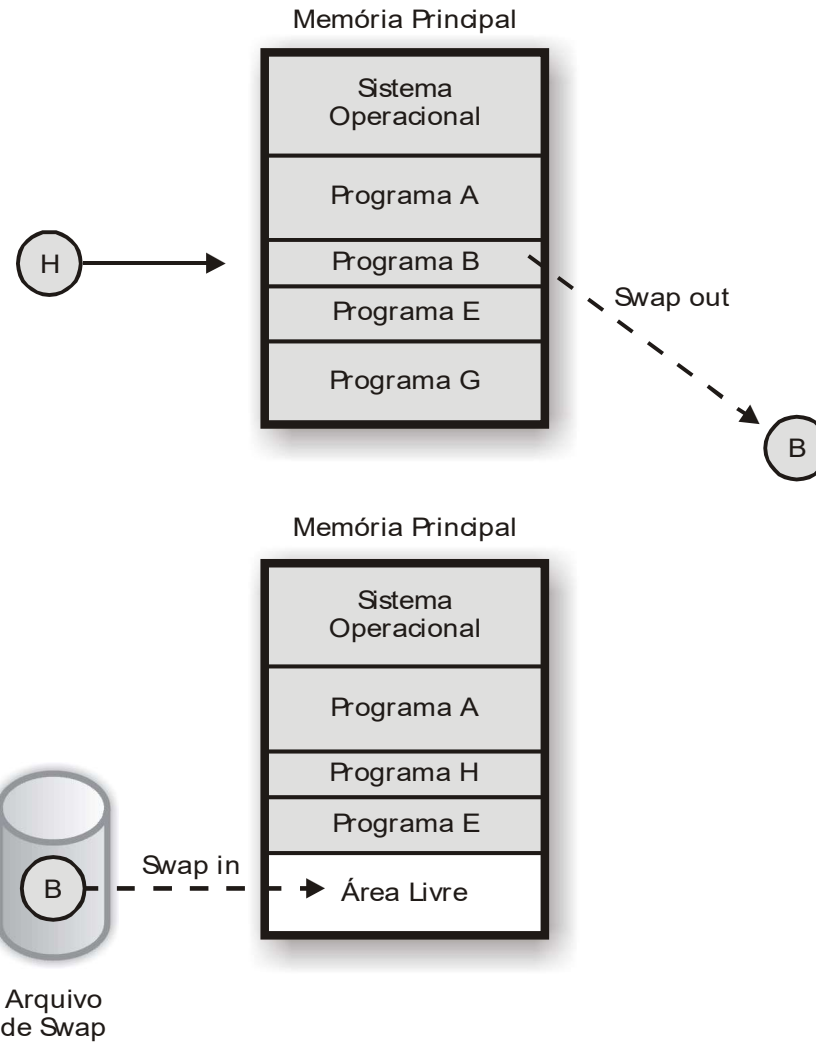 Memória Principal
Sistema
Operacional
Programa A
H
Programa B
Programa E
Swap out
Programa G
B
Memória Principal
Sistema
Operacional
Programa A
Programa H
Programa E
Swap in
B
Área Livre
Arquivo
de Swap